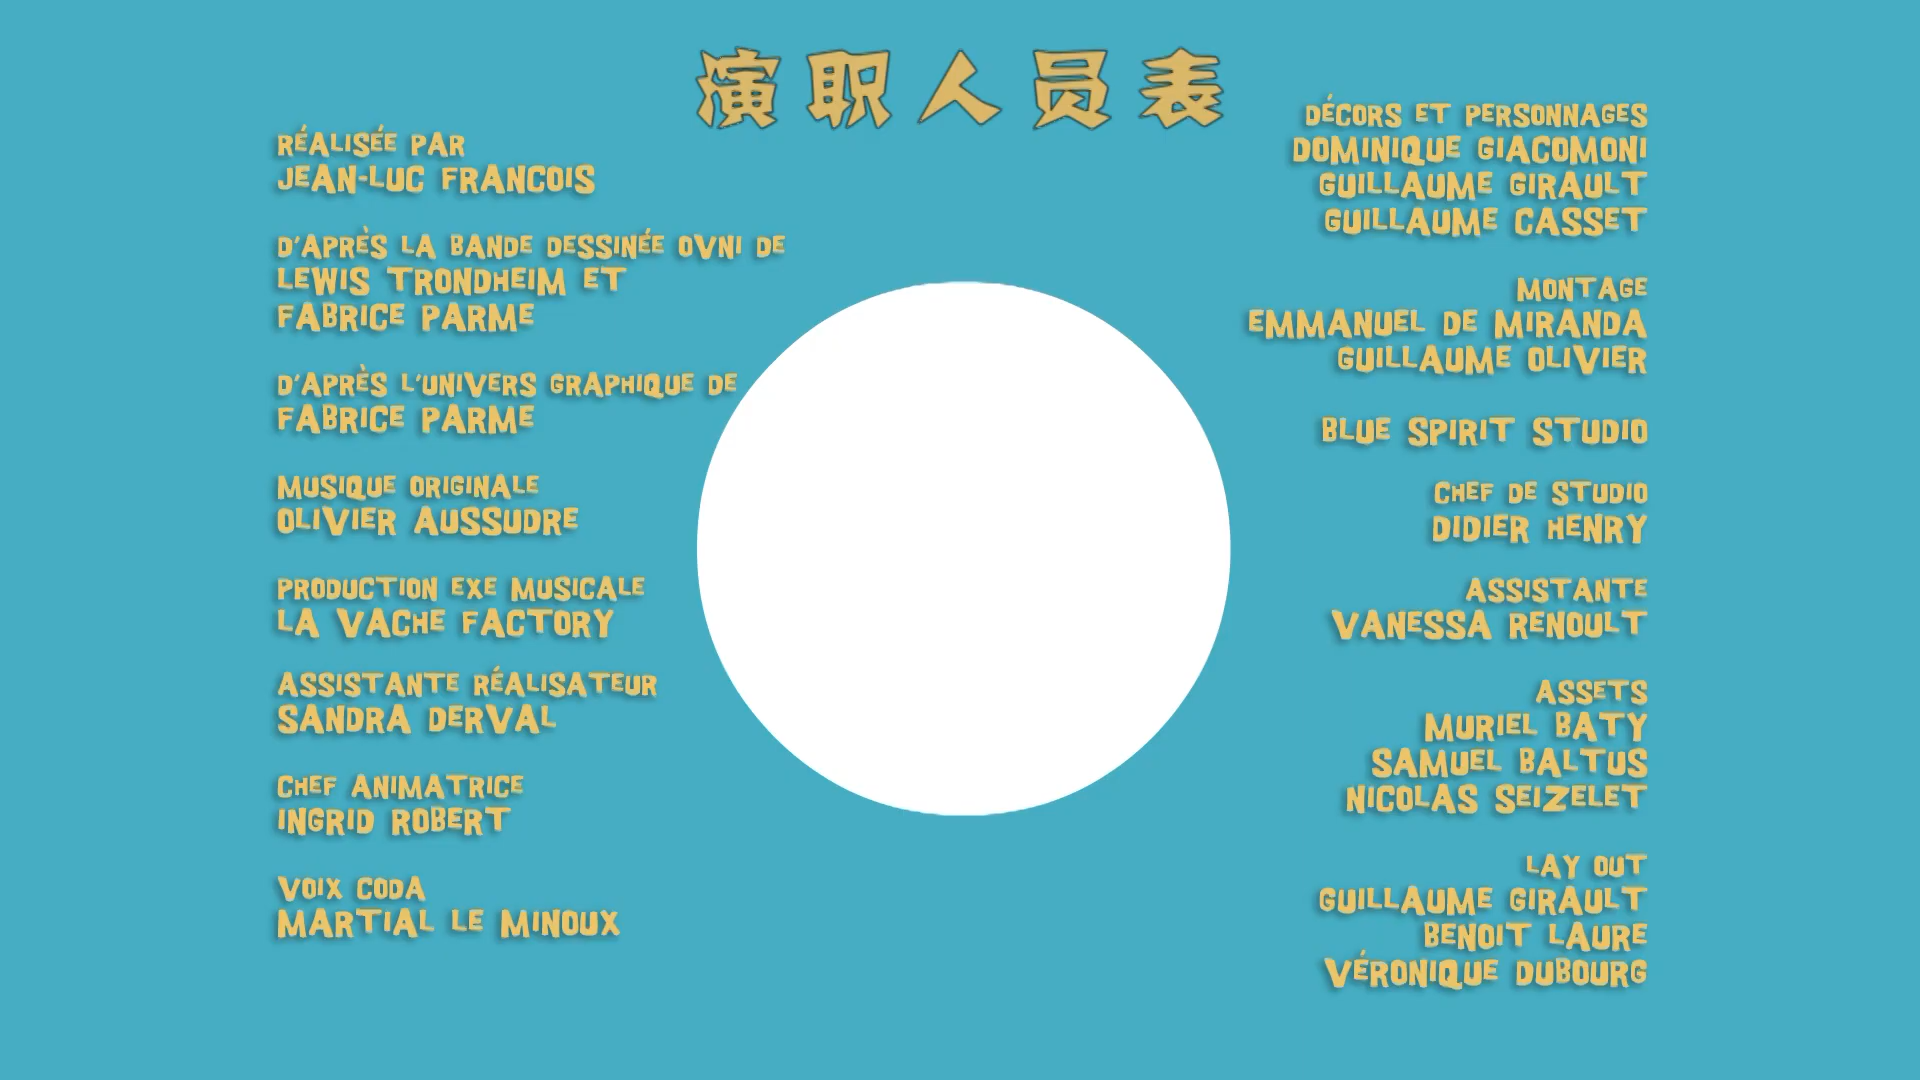 演职人员表
RÉALISÉE PAR
JEAN-LUC FRANCOIS
D'APRÈS LA BANDE DESSINÉE OVNI DE
LEWIS TRONDHEIM ET
FABRICE PARME
D'APRÈS L'UNIVERS GRAPHIQUE DE
FABRICE PARME
MUSIQUE ORIGINALE
OLIVIER AUSSUDRE
PRODUCTION EXE MUSICALE
LA VACHE FACTORY
ASSISTANTE RÉALISATEUR
SANDRA DERVAL
CHEF ANIMATRICE
INGRID ROBERT
VOIX CODA
MARTIAL LE MINOUX
DÉCORS ET PERSONNAGES
DOMINIQUE GIACOMONI
GUILLAUME GIRAULT
GUILLAUME CASSET
MONTAGE
EMMANUEL DE MIRANDA
GUILLAUME OLIVIER
BLUE SPIRIT STUDIO
CHEF DE STUDIO
DIDIER HENRY
ASSISTANTE
VANESSA RENOULT
ASSETS
MURIEL BATY
SAMUEL BALTUS
NICOLAS SEIZELET
LAY OUT
GUILLAUME GIRAULT
BENOIT LAURE
VÉRONIQUE DUBOURG